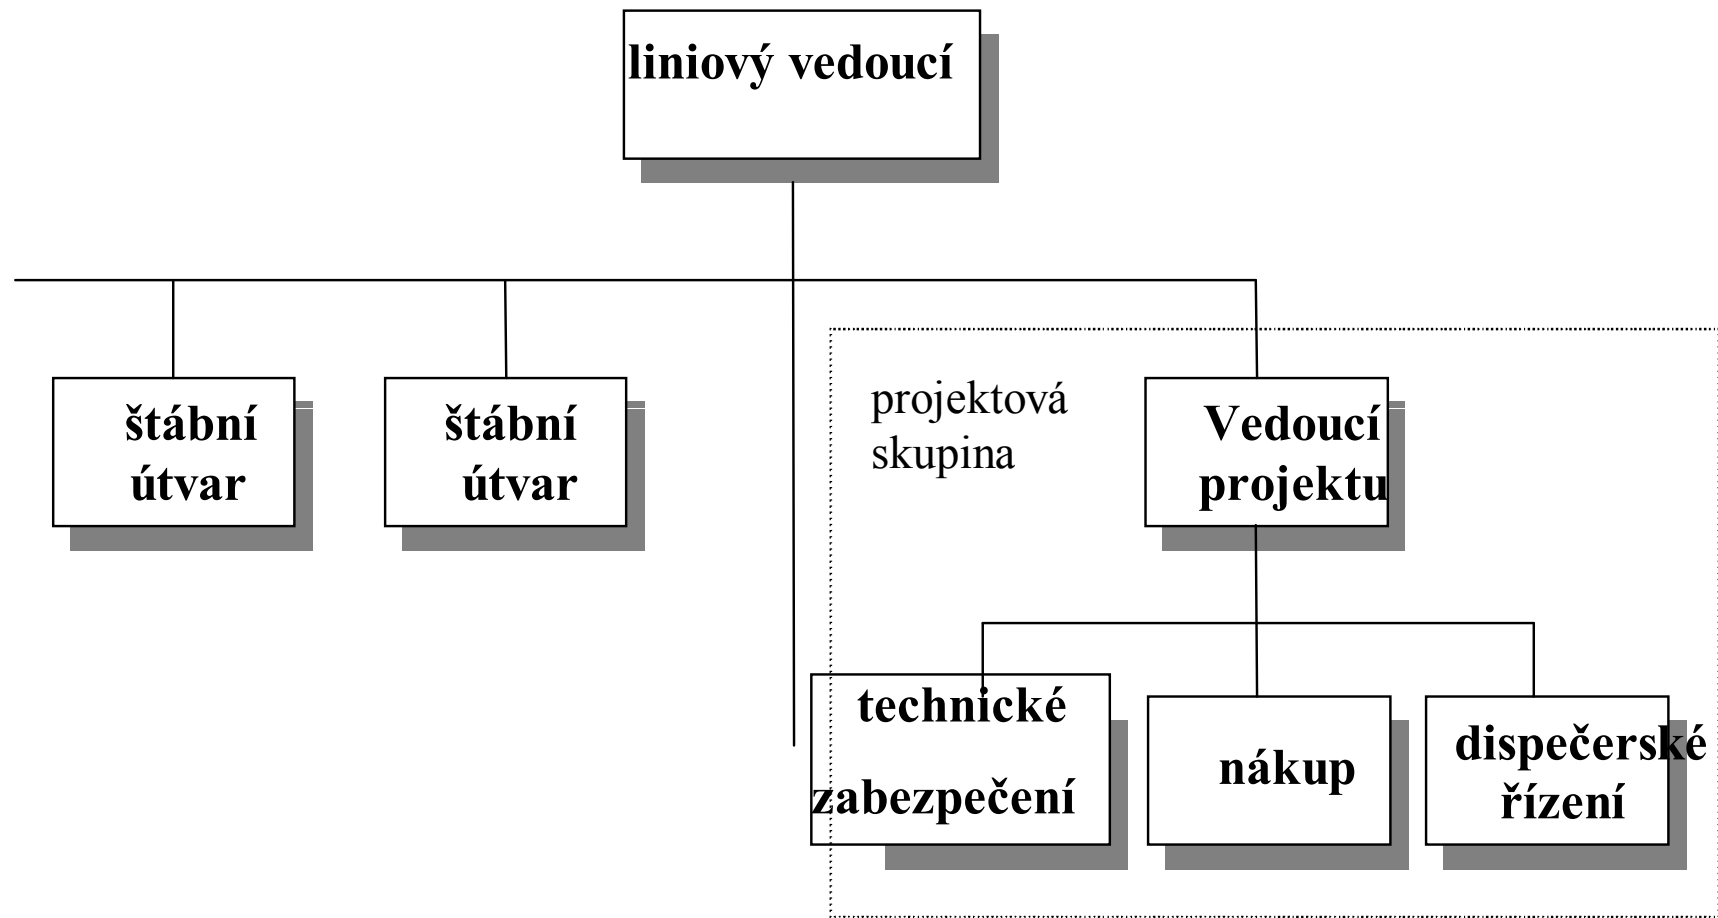 liniový vedoucí
štábní
útvar
štábní
útvar
projektová
skupina
Vedoucí
projektu
technické
zabezpečení
nákup
dispečerské
řízení